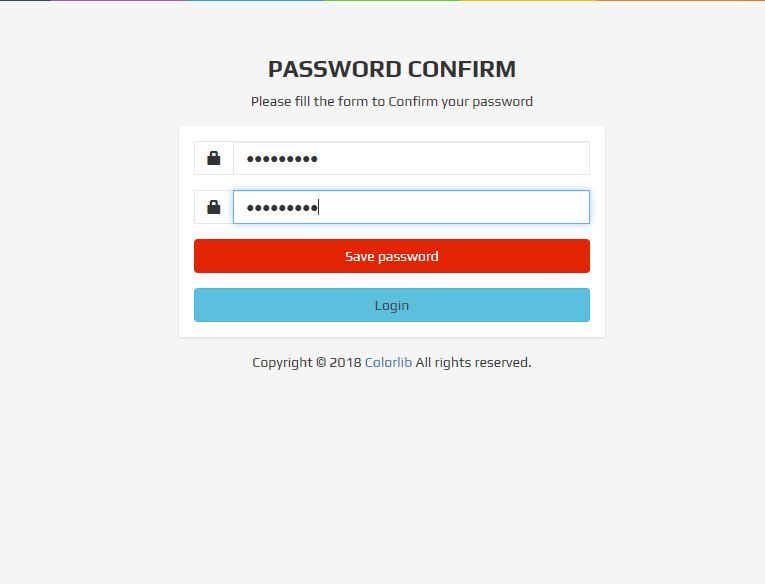 PASSWORD CONFIRM
Please fill the form to Confirm your password
•••••••••
•••••••••
Save password
Login
Copyright © 2018 Colorlib All rights reserved.